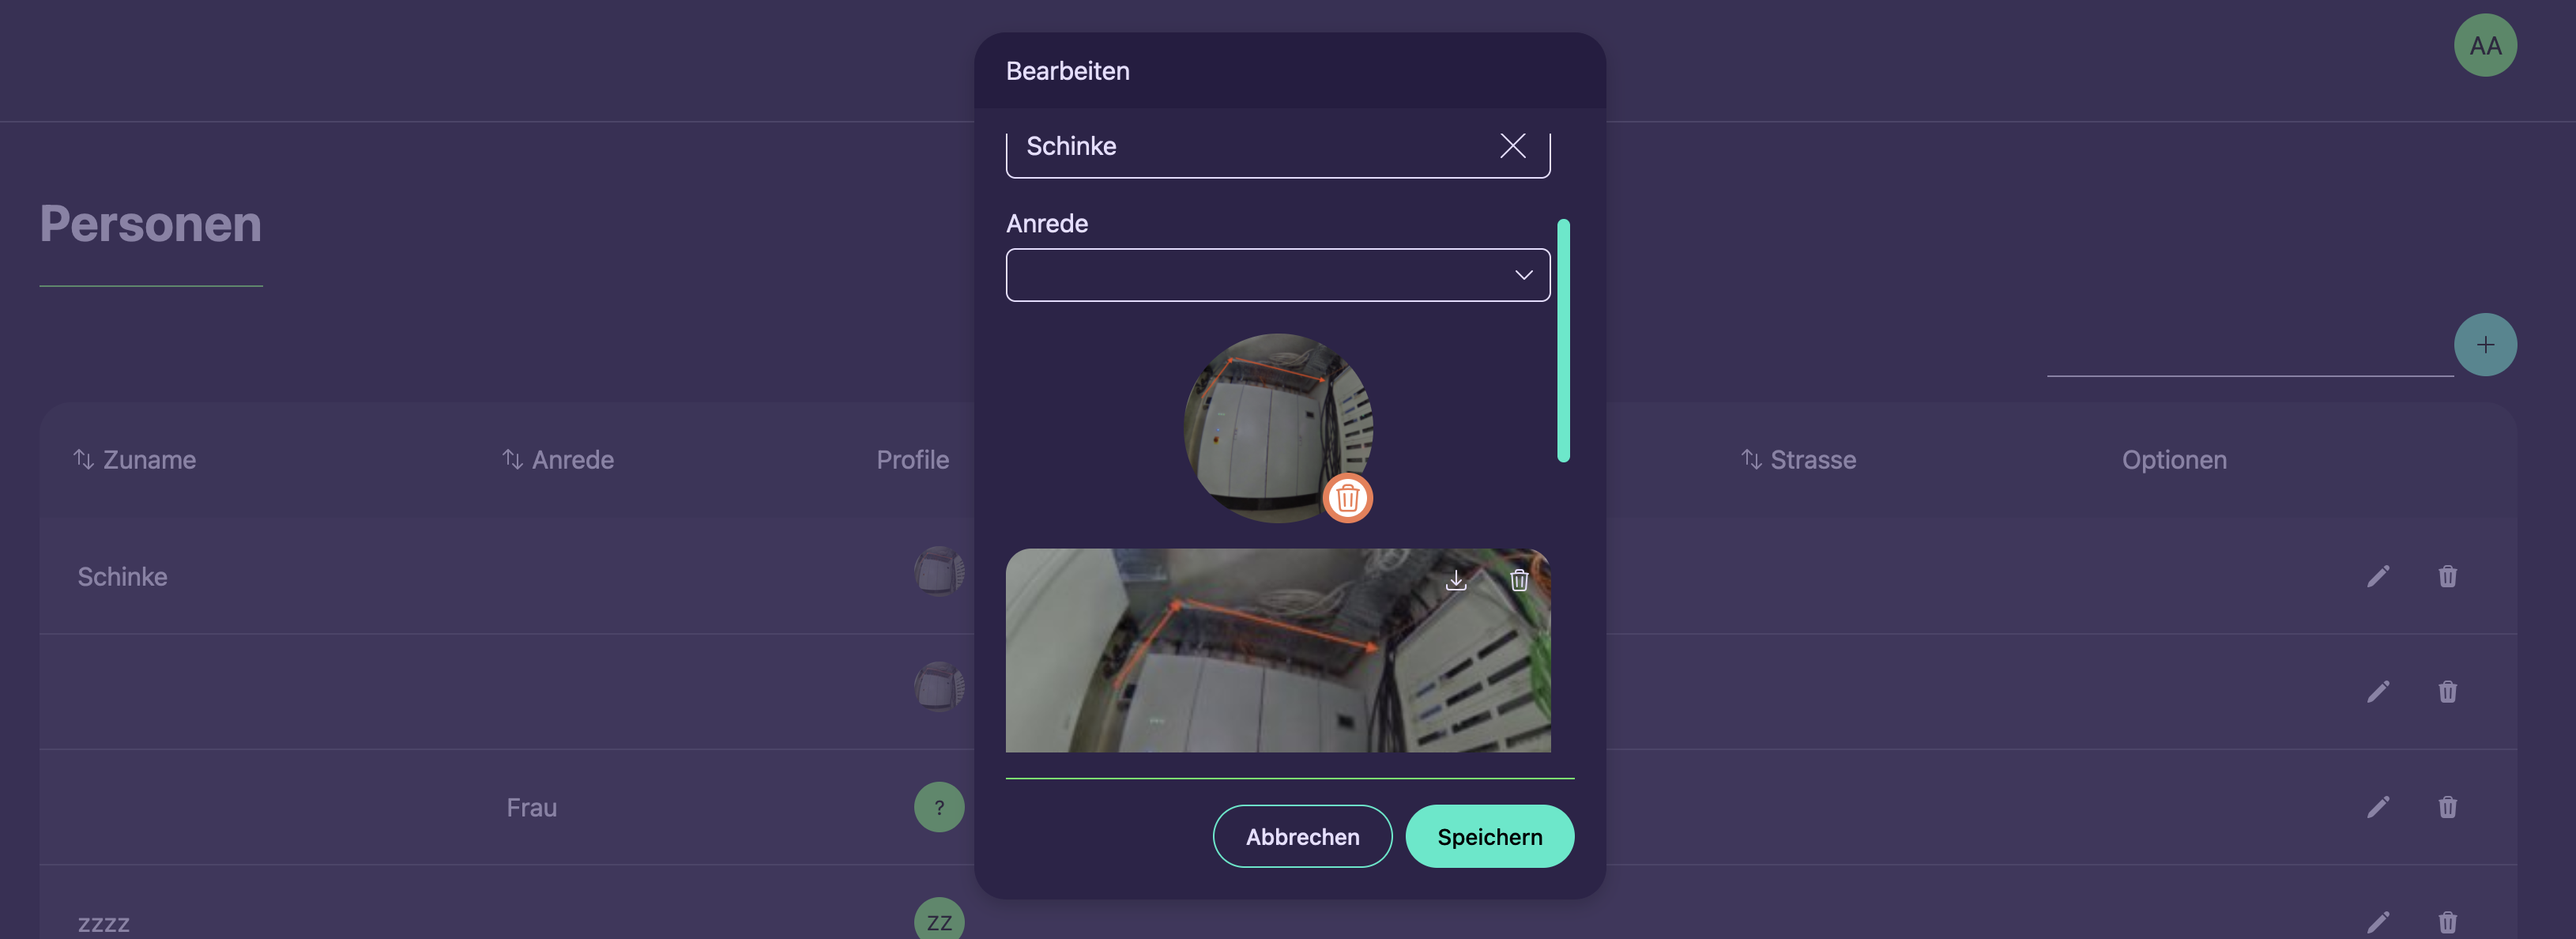 AA
Bearbeiten
Schinke
Personen
Anrede
Zuname
Anrede
Profile
Strasse
Optionen
Schinke
Frau
?
zzzz
ZZ
Abbrechen
Speichern